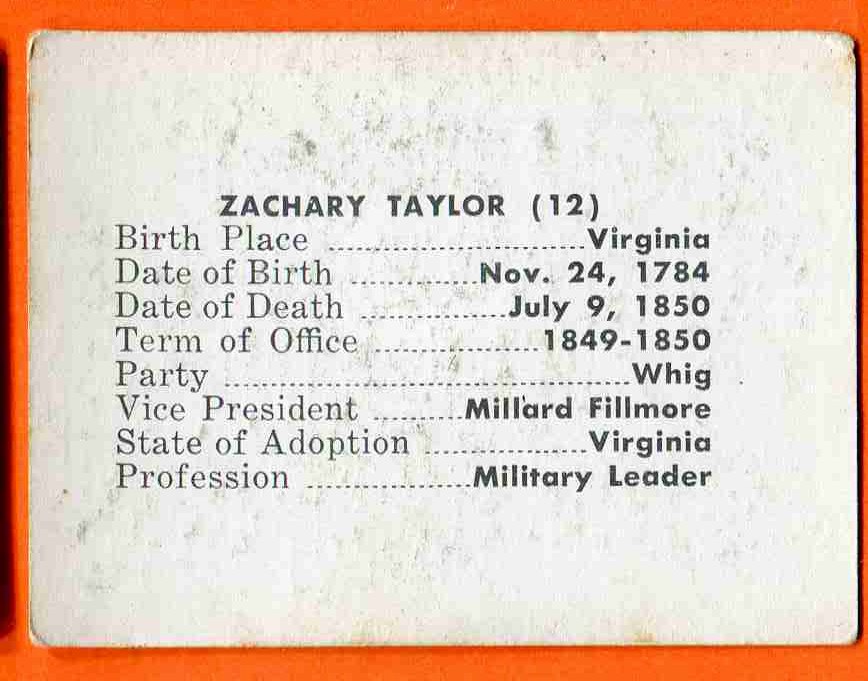 ZACHARY TAYLOR (12)
Birth Place ..............................Virginia
Date of Birth ...............Nov. 24, 1784
Date of Death .................July 9, 1850
Term of Office ...................1849-1850
Party ................................................Whig
Vice President ...........Millard Fillmore
State of Adoption ...................Virginia
Profession ...................Military Leader